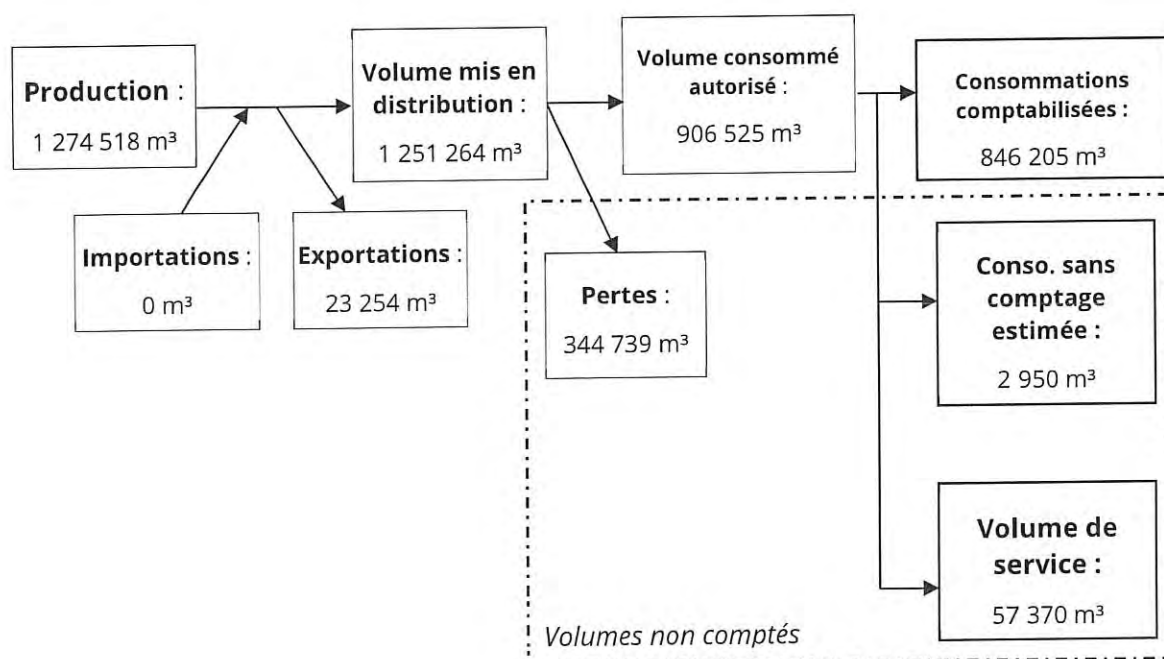 Production :
1 274 518 m³
Volume mis en
distribution :
1 251 264 m³
Volume consommé
autorisé :
906 525 m³
Consommations
comptabilisées :
846 205 m³
Importations :
0 m³
Exportations :
23 254 m³
Pertes :
344 739 m³
Conso. sans
comptage
estimée :
2 950 m³
Volume de
service :
57 370 m³
Volumes non comptés